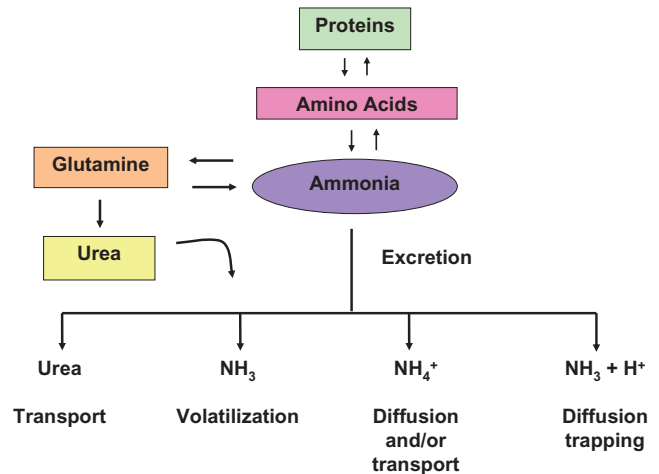 Proteins
Amino Acids
Glutamine
Ammonia
Urea
Excretion
Urea
NH₃
NH₄⁺
NH₃ + H⁺
Transport
Volatilization
Diffusion
and/or
transport
Diffusion
trapping